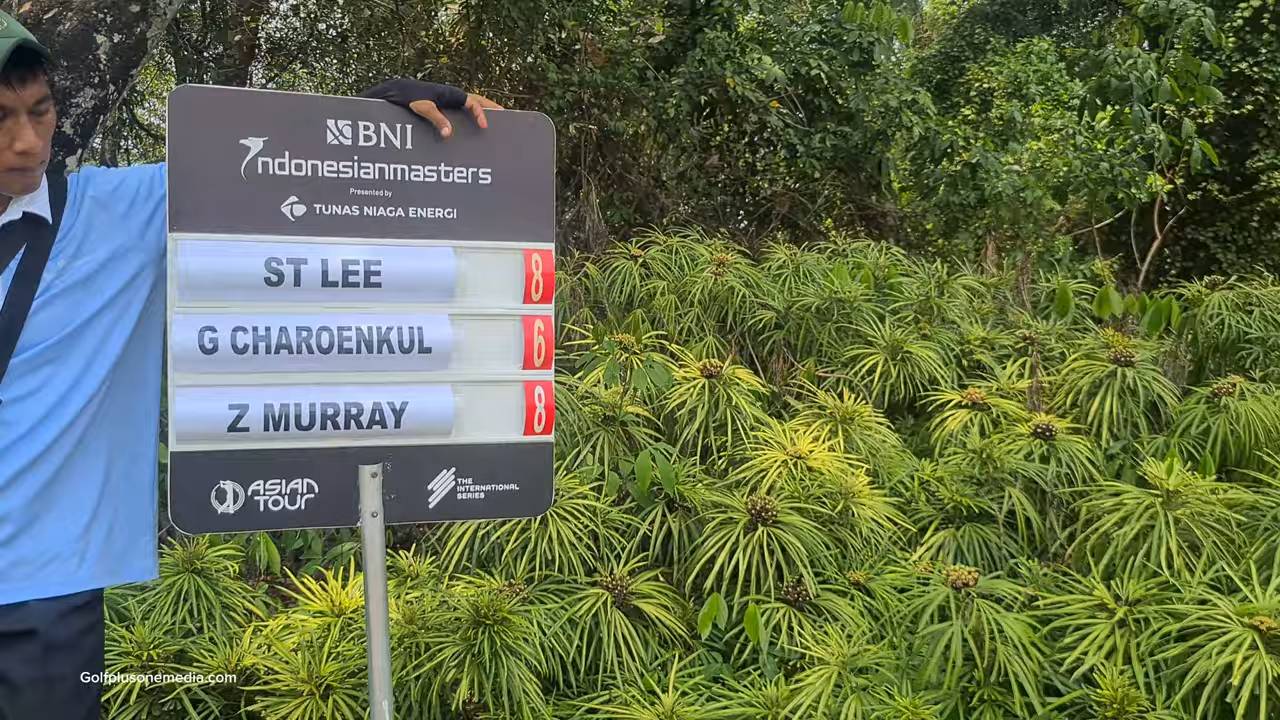 BNI
indonesianmasters
Presented by
TUNAS NIAGA ENERGI
ST LEE 8
G CHAROENKUL 6
Z MURRAY 8
ASIAN TOUR
THE INTERNATIONAL SERIES
Golfplusonemedia.com